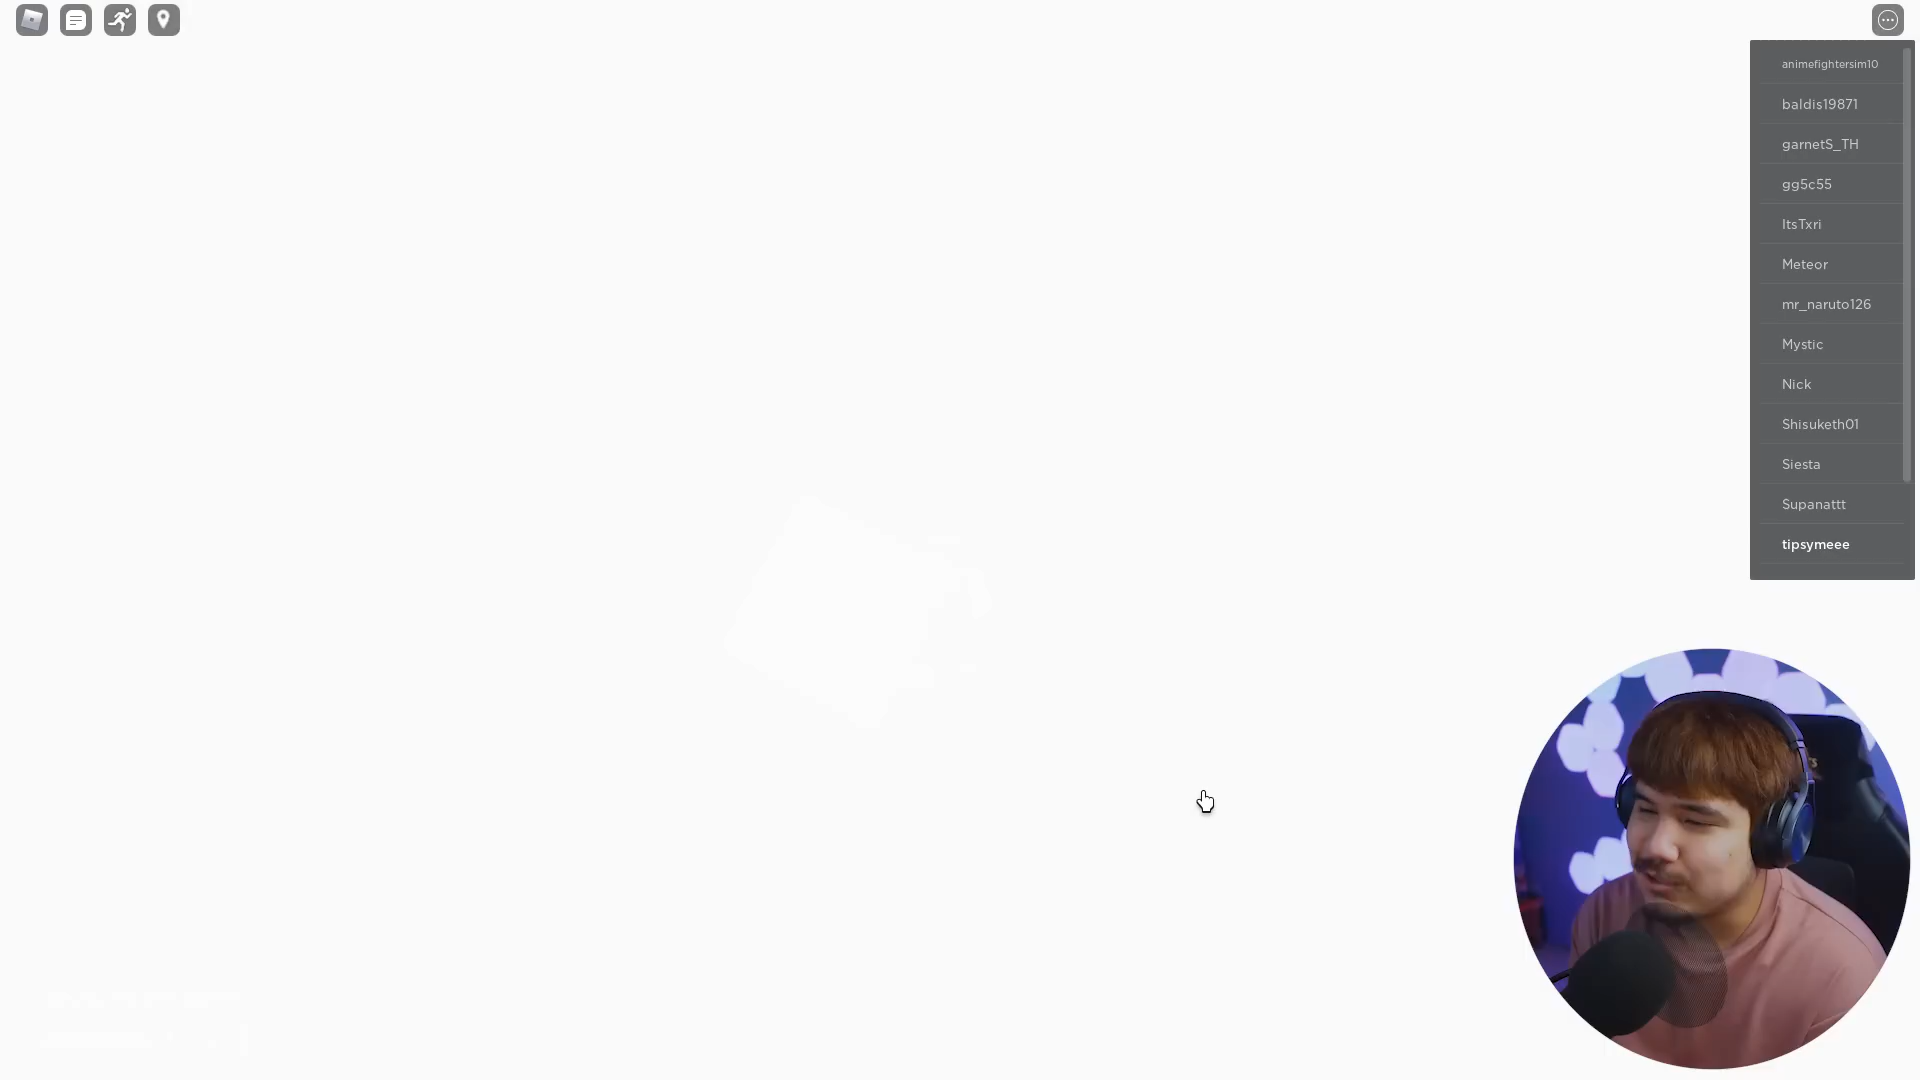 animefightersim10
baldis19871
garnetS_TH
gg5c55
ItsTxri
Meteor
mr_naruto126
Mystic
Nick
Shisuketh01
Siesta
Supanattt
tipsymeee